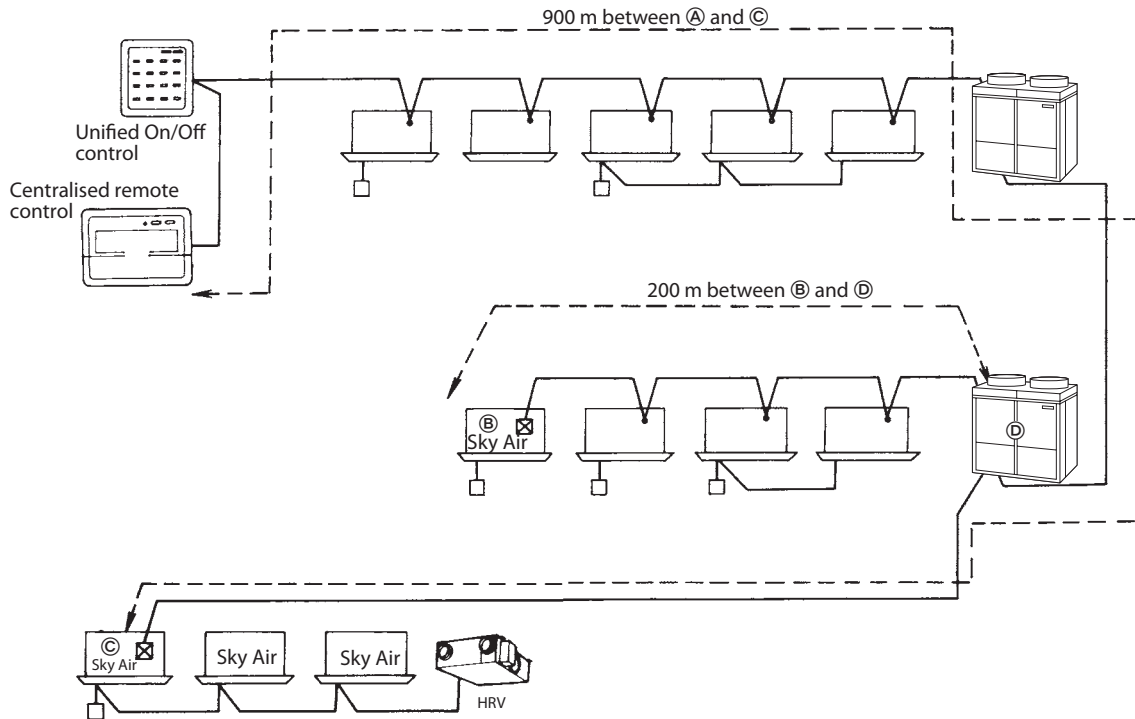 900 m between Ⓐ and Ⓒ
Unified On/Off
control
Centralised remote
control
200 m between Ⓑ and Ⓓ
Ⓑ
Sky Air
Ⓓ
Ⓒ
Sky Air
Sky Air
Sky Air
HRV